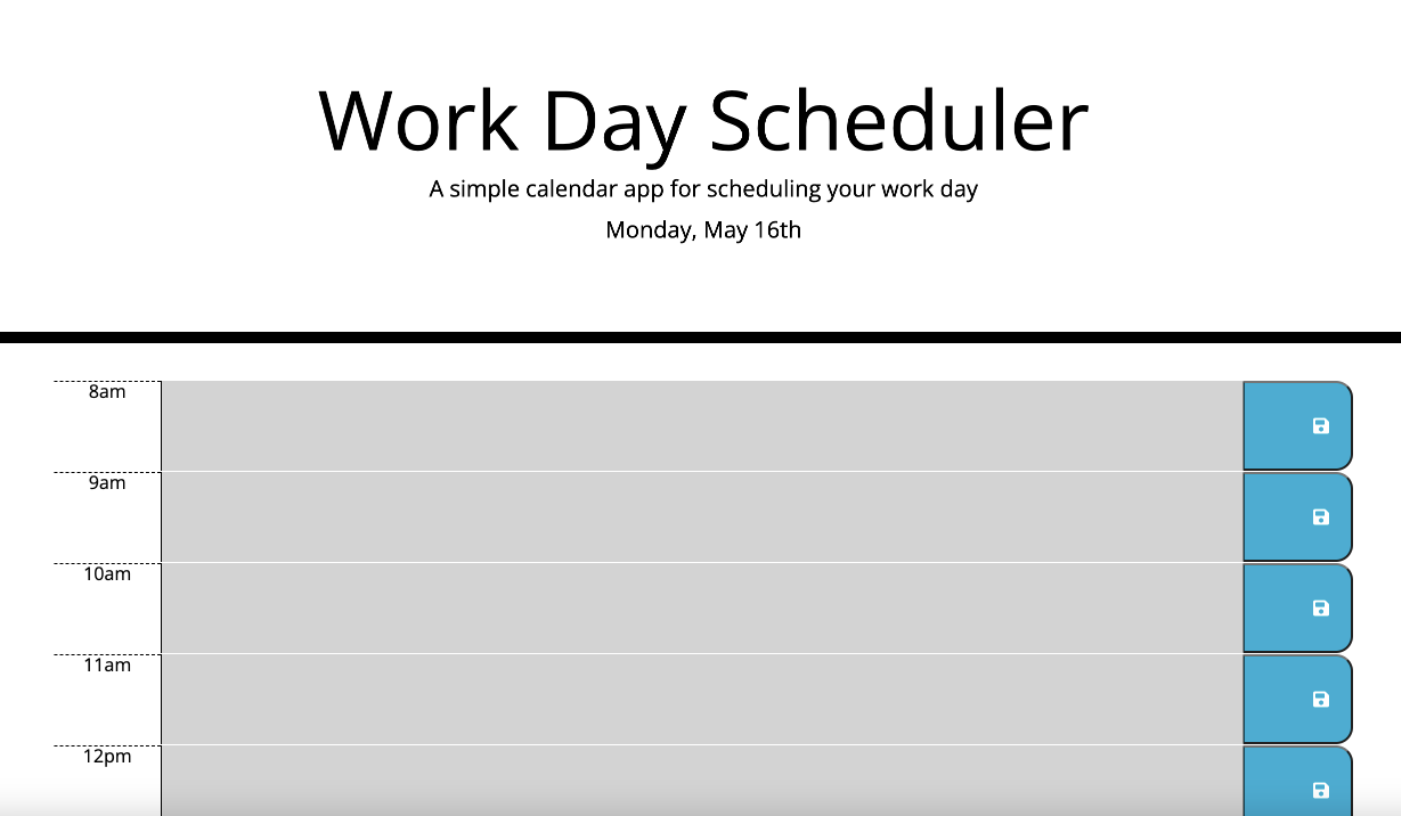 Work Day Scheduler
A simple calendar app for scheduling your work day
Monday, May 16th
8am
9am
10am
11am
12pm